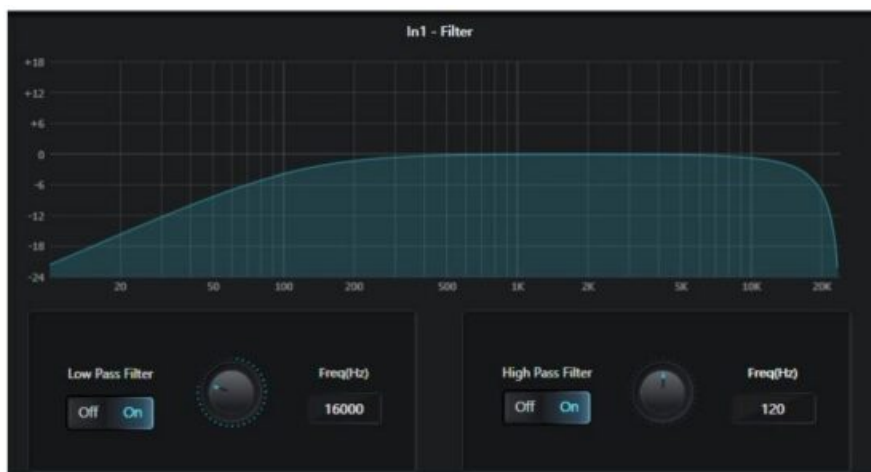 In1 - Filter
+18
+12
+6
0
-6
-12
-18
-24
20 50 100 200 500 1K 2K 5K 10K 20K
Low Pass Filter
Off On
Freq(Hz)
16000
High Pass Filter
Off On
Freq(Hz)
120